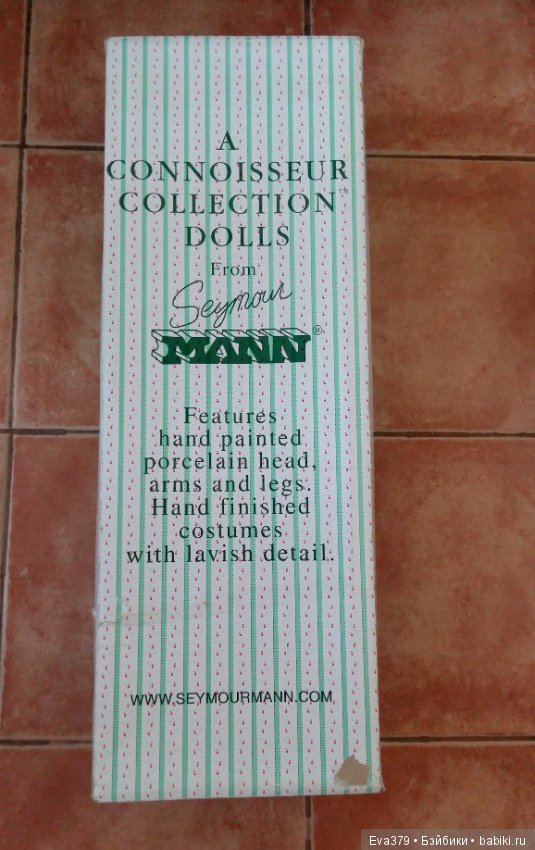 A
CONNOISSEUR
COLLECTION™
DOLLS
From
Seymour
MANN®
Features
hand painted
porcelain head,
arms and legs.
Hand finished
costumes
with lavish detail.
WWW.SEYMOURMANN.COM
Eva379 • Бэйбики • babiki.ru